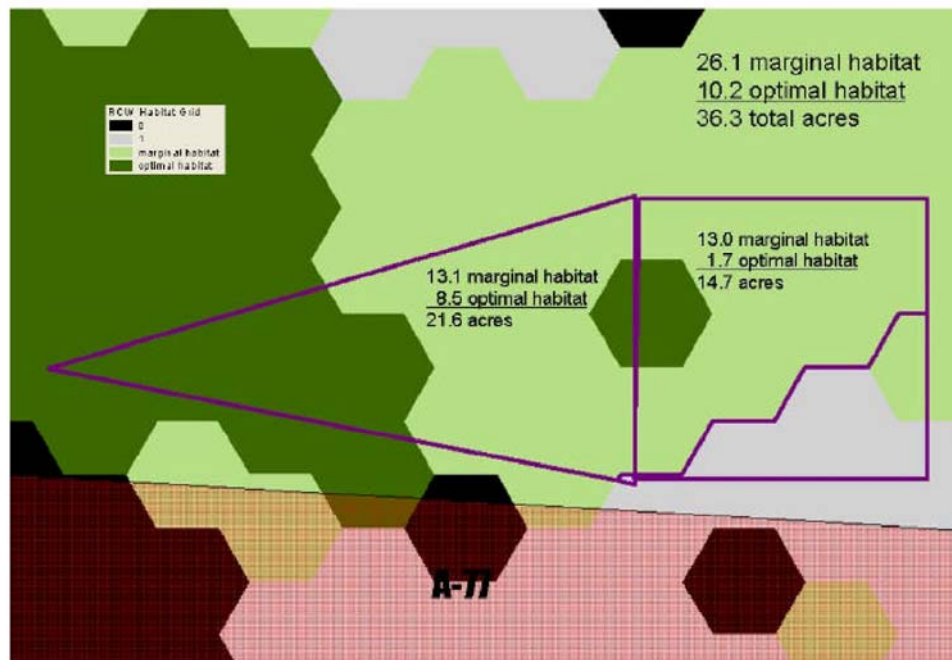 26.1 marginal habitat
10.2 optimal habitat
36.3 total acres
RCW Habitat Grid
0
1
marginal habitat
optimal habitat
13.1 marginal habitat
8.5 optimal habitat
21.6 acres
13.0 marginal habitat
1.7 optimal habitat
14.7 acres
A-77